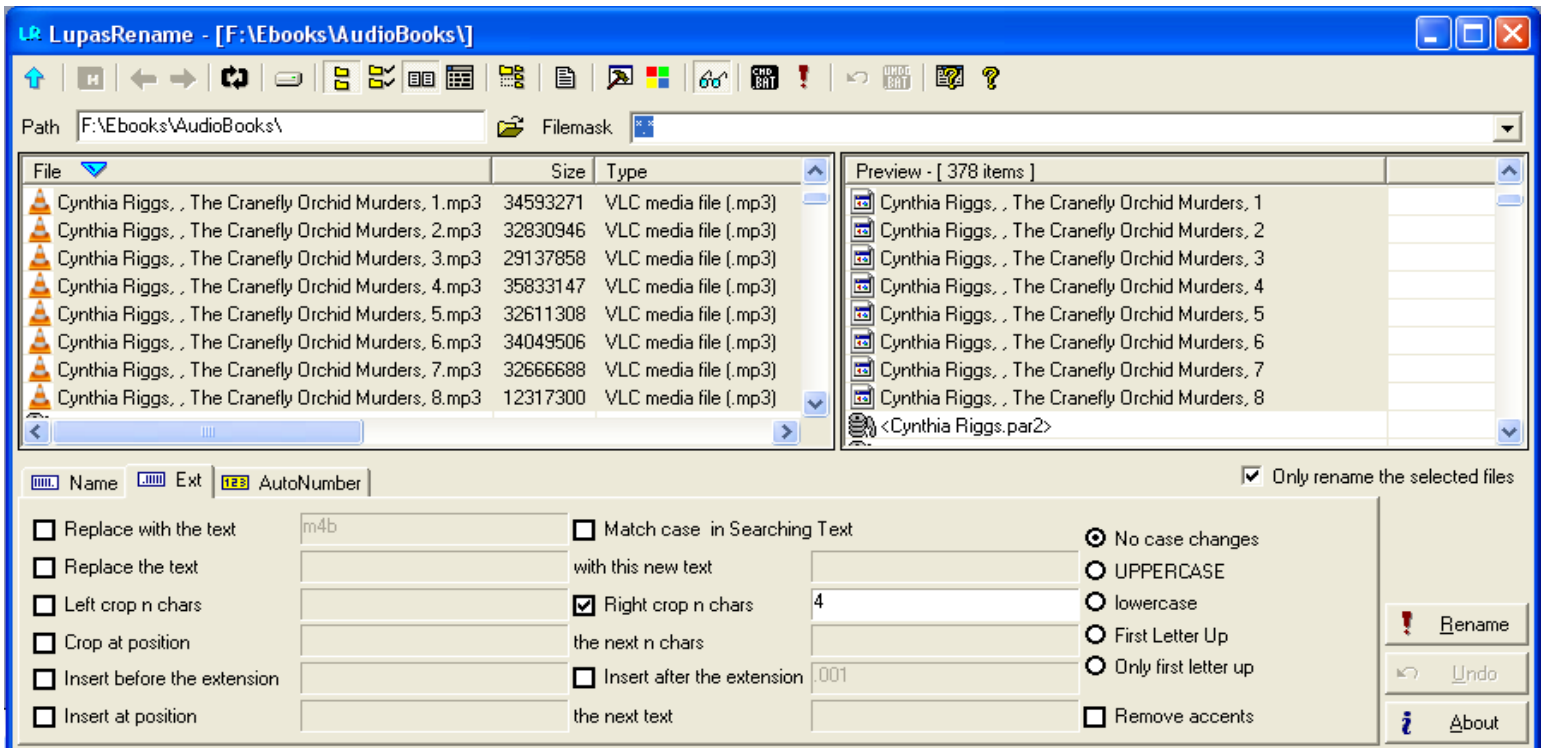 LR LupasRename - [F:\Ebooks\AudioBooks\]
CMD BAT UNDO BAT
Path F:\Ebooks\AudioBooks\ Filemask *.*
File Size Type Preview - [ 378 items ]
Cynthia Riggs, , The Cranefly Orchid Murders, 1.mp3 34593271 VLC media file (.mp3) Cynthia Riggs, , The Cranefly Orchid Murders, 1
Cynthia Riggs, , The Cranefly Orchid Murders, 2.mp3 32830946 VLC media file (.mp3) Cynthia Riggs, , The Cranefly Orchid Murders, 2
Cynthia Riggs, , The Cranefly Orchid Murders, 3.mp3 29137858 VLC media file (.mp3) Cynthia Riggs, , The Cranefly Orchid Murders, 3
Cynthia Riggs, , The Cranefly Orchid Murders, 4.mp3 35833147 VLC media file (.mp3) Cynthia Riggs, , The Cranefly Orchid Murders, 4
Cynthia Riggs, , The Cranefly Orchid Murders, 5.mp3 32611308 VLC media file (.mp3) Cynthia Riggs, , The Cranefly Orchid Murders, 5
Cynthia Riggs, , The Cranefly Orchid Murders, 6.mp3 34049506 VLC media file (.mp3) Cynthia Riggs, , The Cranefly Orchid Murders, 6
Cynthia Riggs, , The Cranefly Orchid Murders, 7.mp3 32666688 VLC media file (.mp3) Cynthia Riggs, , The Cranefly Orchid Murders, 7
Cynthia Riggs, , The Cranefly Orchid Murders, 8.mp3 12317300 VLC media file (.mp3) Cynthia Riggs, , The Cranefly Orchid Murders, 8
<Cynthia Riggs.par2>
Name Ext 123 AutoNumber Only rename the selected files
Replace with the text m4b Match case in Searching Text No case changes
Replace the text with this new text UPPERCASE
Left crop n chars Right crop n chars 4 lowercase
Crop at position the next n chars First Letter Up Rename
Insert before the extension Insert after the extension .001 Only first letter up Undo
Insert at position the next text Remove accents About